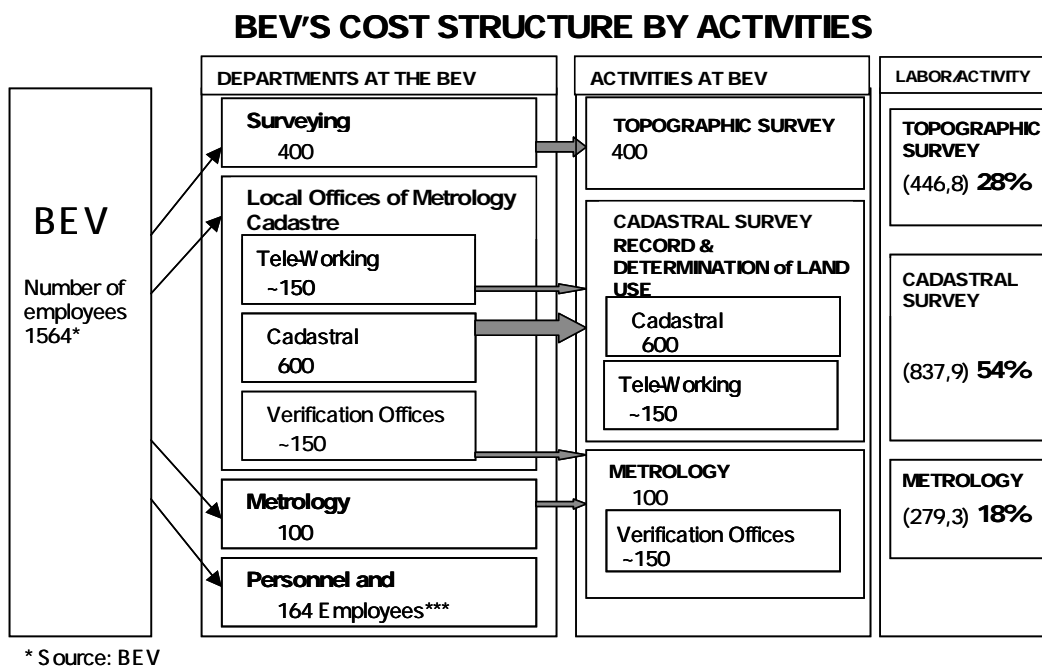 BEV'S COST STRUCTURE BY ACTIVITIES
BEV
Number of
employees
1564*
DEPARTMENTS AT THE BEV
Surveying
400
Local Offices of Metrology
Cadastre
Tele-Working
~150
Cadastral
600
Verification Offices
~150
Metrology
100
Personnel and
164 Employees***
ACTIVITIES AT BEV
TOPOGRAPHIC SURVEY
400
CADASTRAL SURVEY
RECORD &
DETERMINATION of LAND
USE
Cadastral
600
Tele-Working
~150
METROLOGY
100
Verification Offices
~150
LABOR/ACTIVITY
TOPOGRAPHIC
SURVEY
(446,8) 28%
CADASTRAL
SURVEY
(837,9) 54%
METROLOGY
(279,3) 18%
* Source: BEV